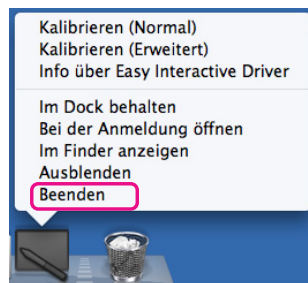 Kalibrieren (Normal)
Kalibrieren (Erweitert)
Info über Easy Interactive Driver
Im Dock behalten
Bei der Anmeldung öffnen
Im Finder anzeigen
Ausblenden
Beenden